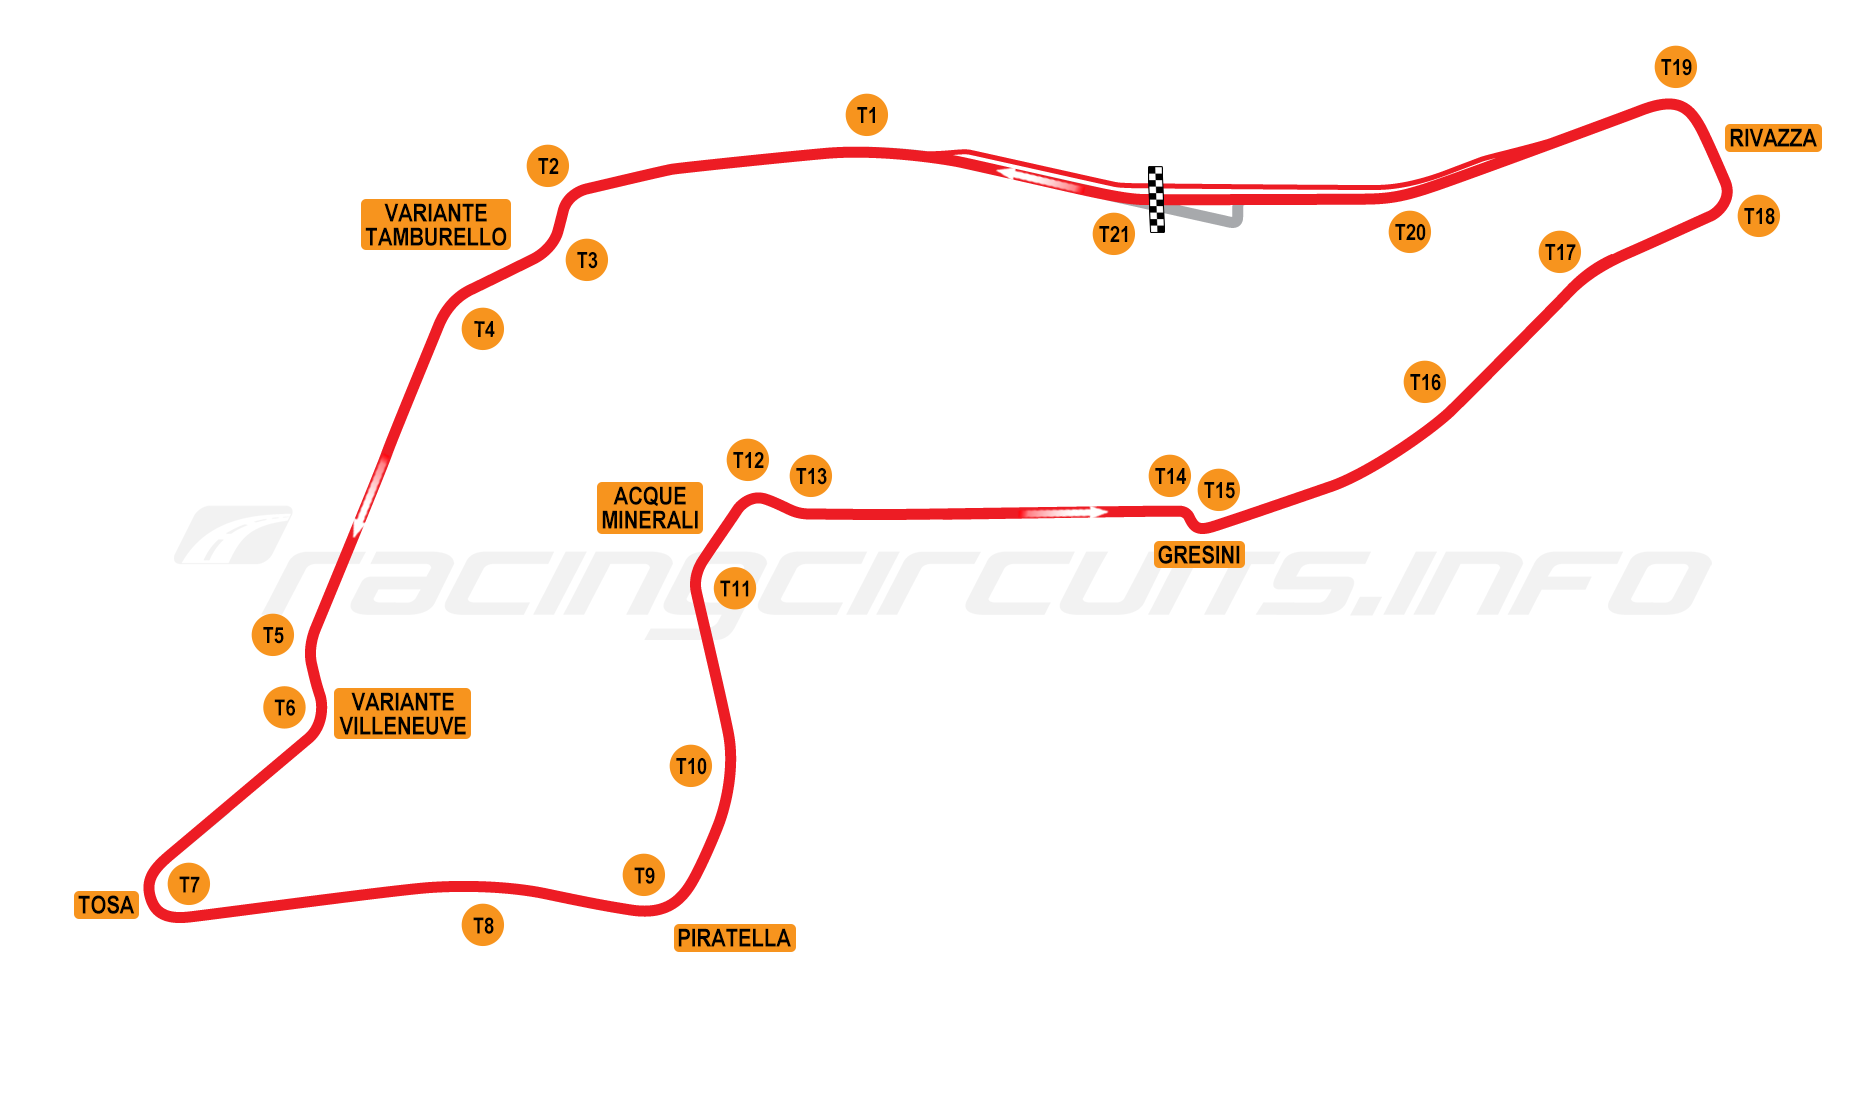 T19
RIVAZZA
T1
T2
VARIANTE
TAMBURELLO
T18
T20
T21
T17
T3
T4
T16
T12
T13
T14
T15
ACQUE
MINERALI
GRESINI
racingcircuits.info
T11
T5
T6
VARIANTE
VILLENEUVE
T10
T9
T7
TOSA
T8
PIRATELLA